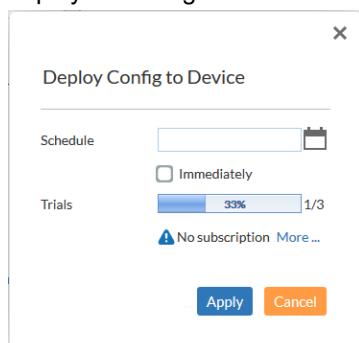 ×
Deploy Config to Device
Schedule
Immediately
Trials 33% 1/3
No subscription More ...
Apply Cancel